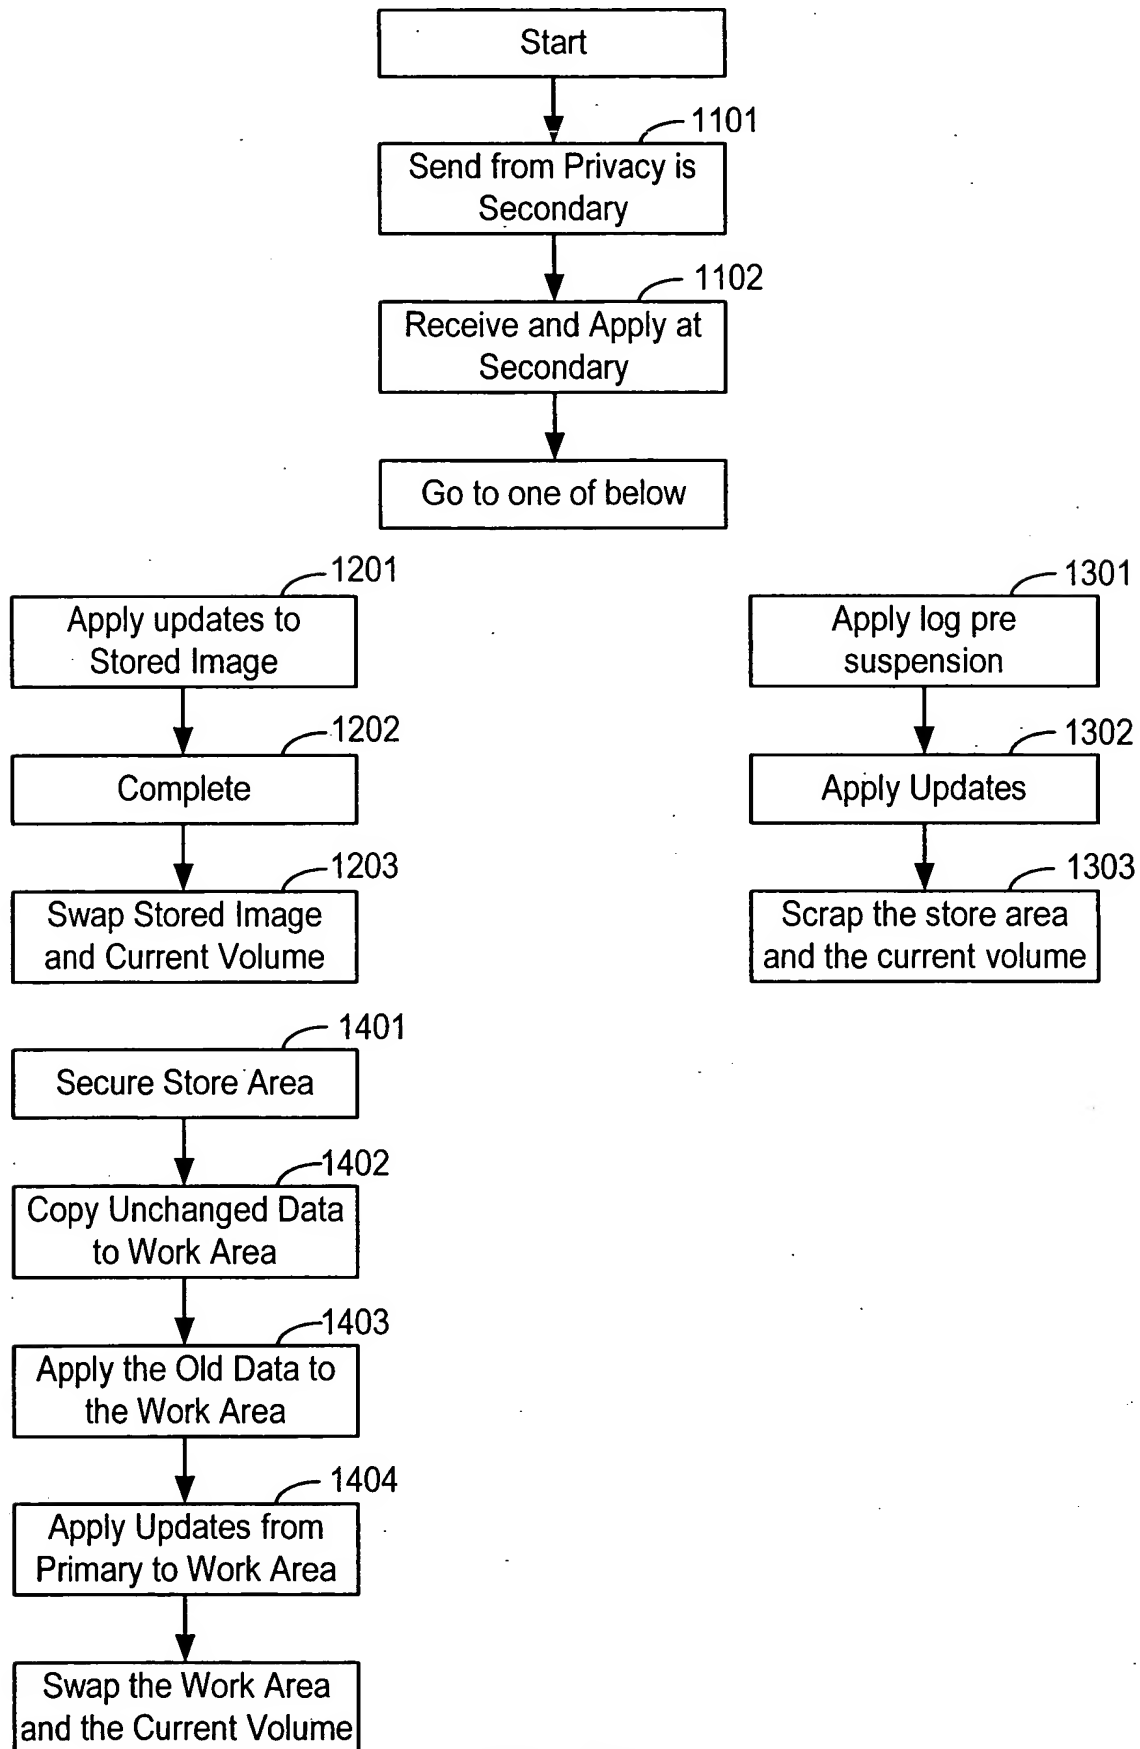 Start
1101
Send from Privacy is
Secondary
1102
Receive and Apply at
Secondary
Go to one of below
1201
Apply updates to
Stored Image
1202
Complete
1203
Swap Stored Image
and Current Volume
1301
Apply log pre
suspension
1302
Apply Updates
1303
Scrap the store area
and the current volume
1401
Secure Store Area
1402
Copy Unchanged Data
to Work Area
1403
Apply the Old Data to
the Work Area
1404
Apply Updates from
Primary to Work Area
Swap the Work Area
and the Current Volume